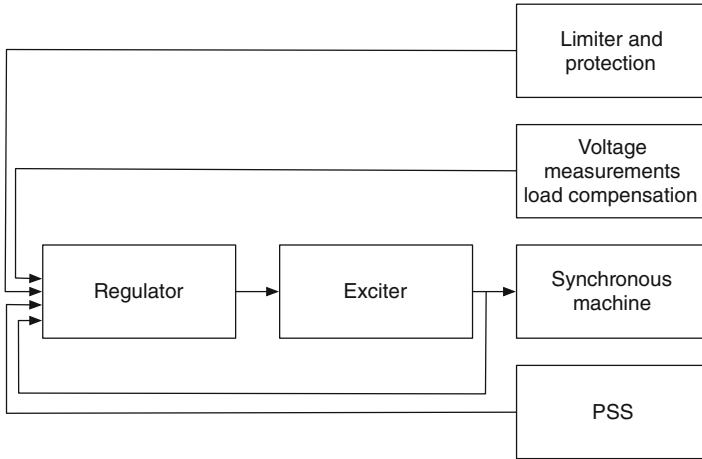 Limiter and
protection
Voltage
measurements
load compensation
Regulator
Exciter
Synchronous
machine
PSS